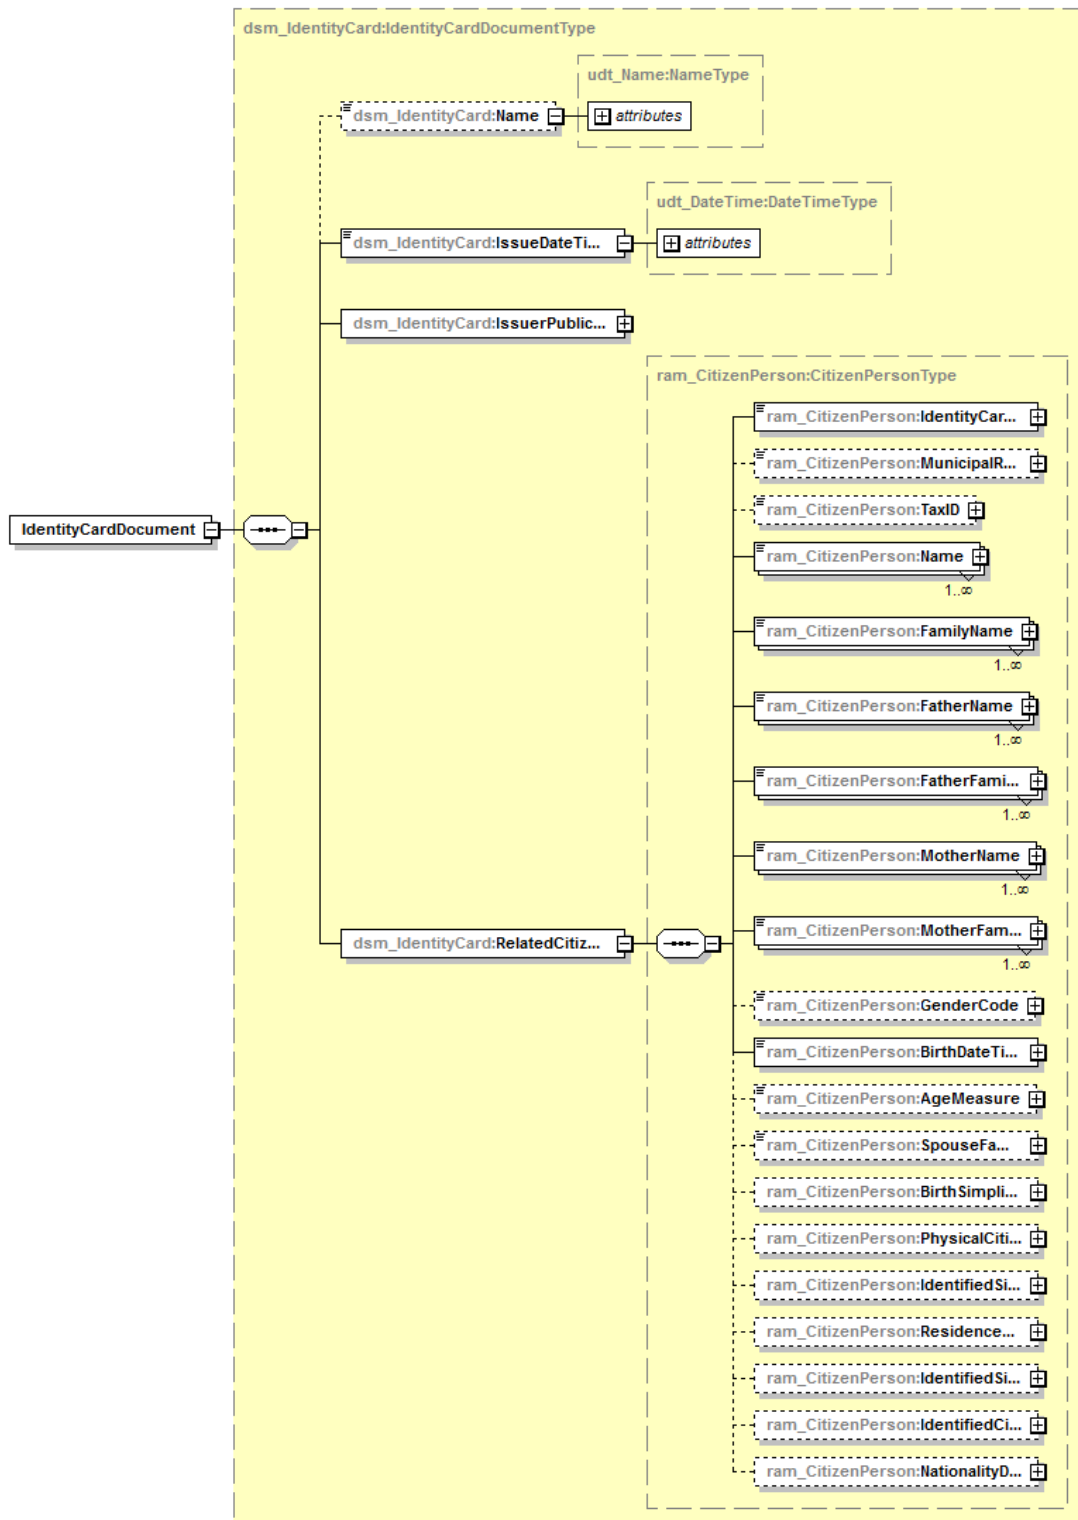 dsm_IdentityCard:IdentityCardDocumentType
udt_Name:NameType
dsm_IdentityCard:Name
attributes
udt_DateTime:DateTimeType
dsm_IdentityCard:IssueDateTi...
attributes
dsm_IdentityCard:IssuerPublic...
ram_CitizenPerson:CitizenPersonType
ram_CitizenPerson:IdentityCar...
ram_CitizenPerson:MunicipalR...
ram_CitizenPerson:TaxID
IdentityCardDocument
ram_CitizenPerson:Name
1..∞
ram_CitizenPerson:FamilyName
1..∞
ram_CitizenPerson:FatherName
1..∞
ram_CitizenPerson:FatherFami...
1..∞
ram_CitizenPerson:MotherName
1..∞
ram_CitizenPerson:MotherFam...
1..∞
dsm_IdentityCard:RelatedCitiz...
ram_CitizenPerson:GenderCode
ram_CitizenPerson:BirthDateTi...
ram_CitizenPerson:AgeMeasure
ram_CitizenPerson:SpouseFa...
ram_CitizenPerson:BirthSimpli...
ram_CitizenPerson:PhysicalCiti...
ram_CitizenPerson:IdentifiedSi...
ram_CitizenPerson:Residence...
ram_CitizenPerson:IdentifiedSi...
ram_CitizenPerson:IdentifiedCi...
ram_CitizenPerson:NationalityD...